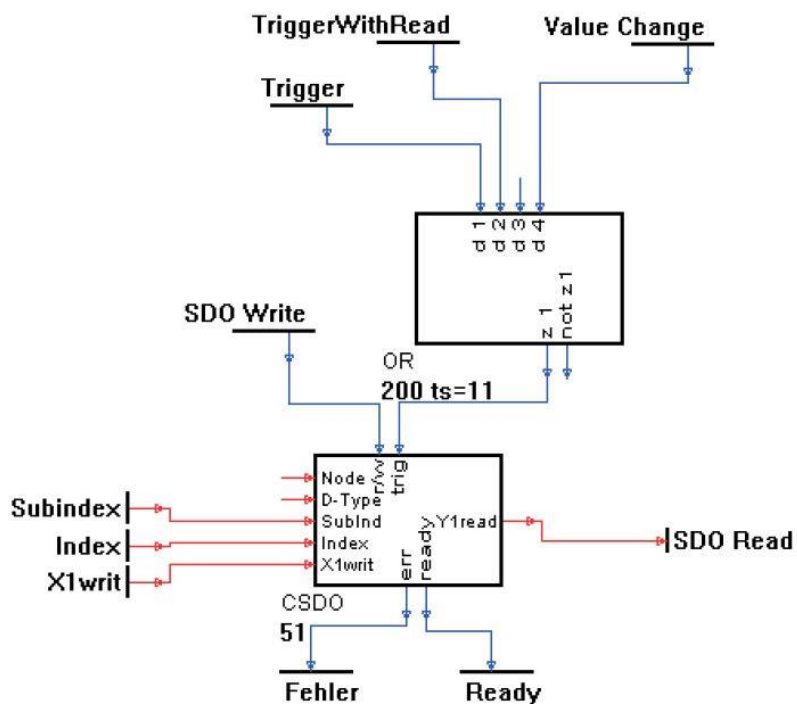 TriggerWithRead
Value Change
Trigger
d 1
d 2
d 3
d 4
z 1
not z 1
SDO Write
OR
200 ts=11
r/w
trig
Node
D-Type
SubInd
Index
X1writ
Y1read
err
ready
Subindex
Index
X1writ
SDO Read
CSDO
51
Fehler
Ready